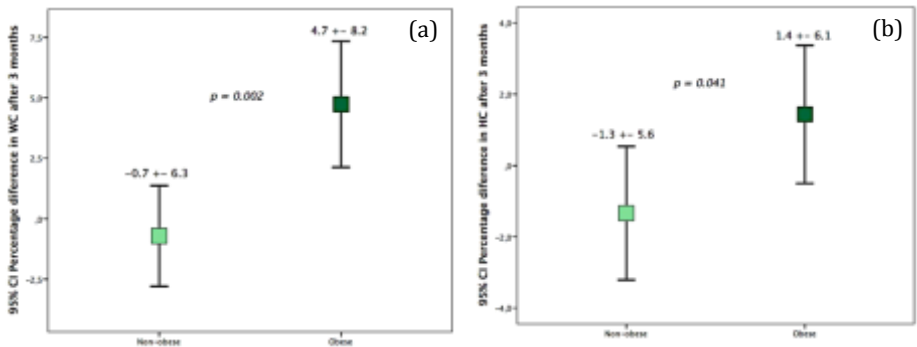 95% CI Percentage diference in WC after 3 months
7,5
5,0
2,5
,0
-2,5
(a)
4.7 +- 8.2
p = 0.002
-0.7 +- 6.3
Non-obese
Obese
95% CI Percentage diference in HC after 3 months
4,0
2,0
,0
-2,0
-4,0
(b)
1.4 +- 6.1
p = 0.041
-1.3 +- 5.6
Non-obese
Obese